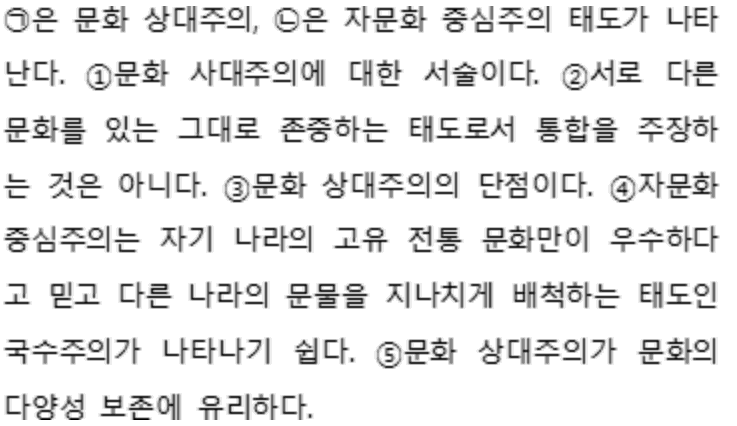 ㉠은 문화 상대주의, ㉡은 자문화 중심주의 태도가 나타
난다. ①문화 사대주의에 대한 서술이다. ②서로 다른
문화를 있는 그대로 존중하는 태도로서 통합을 주장하
는 것은 아니다. ③문화 상대주의의 단점이다. ④자문화
중심주의는 자기 나라의 고유 전통 문화만이 우수하다
고 믿고 다른 나라의 문물을 지나치게 배척하는 태도인
국수주의가 나타나기 쉽다. ⑤문화 상대주의가 문화의
다양성 보존에 유리하다.